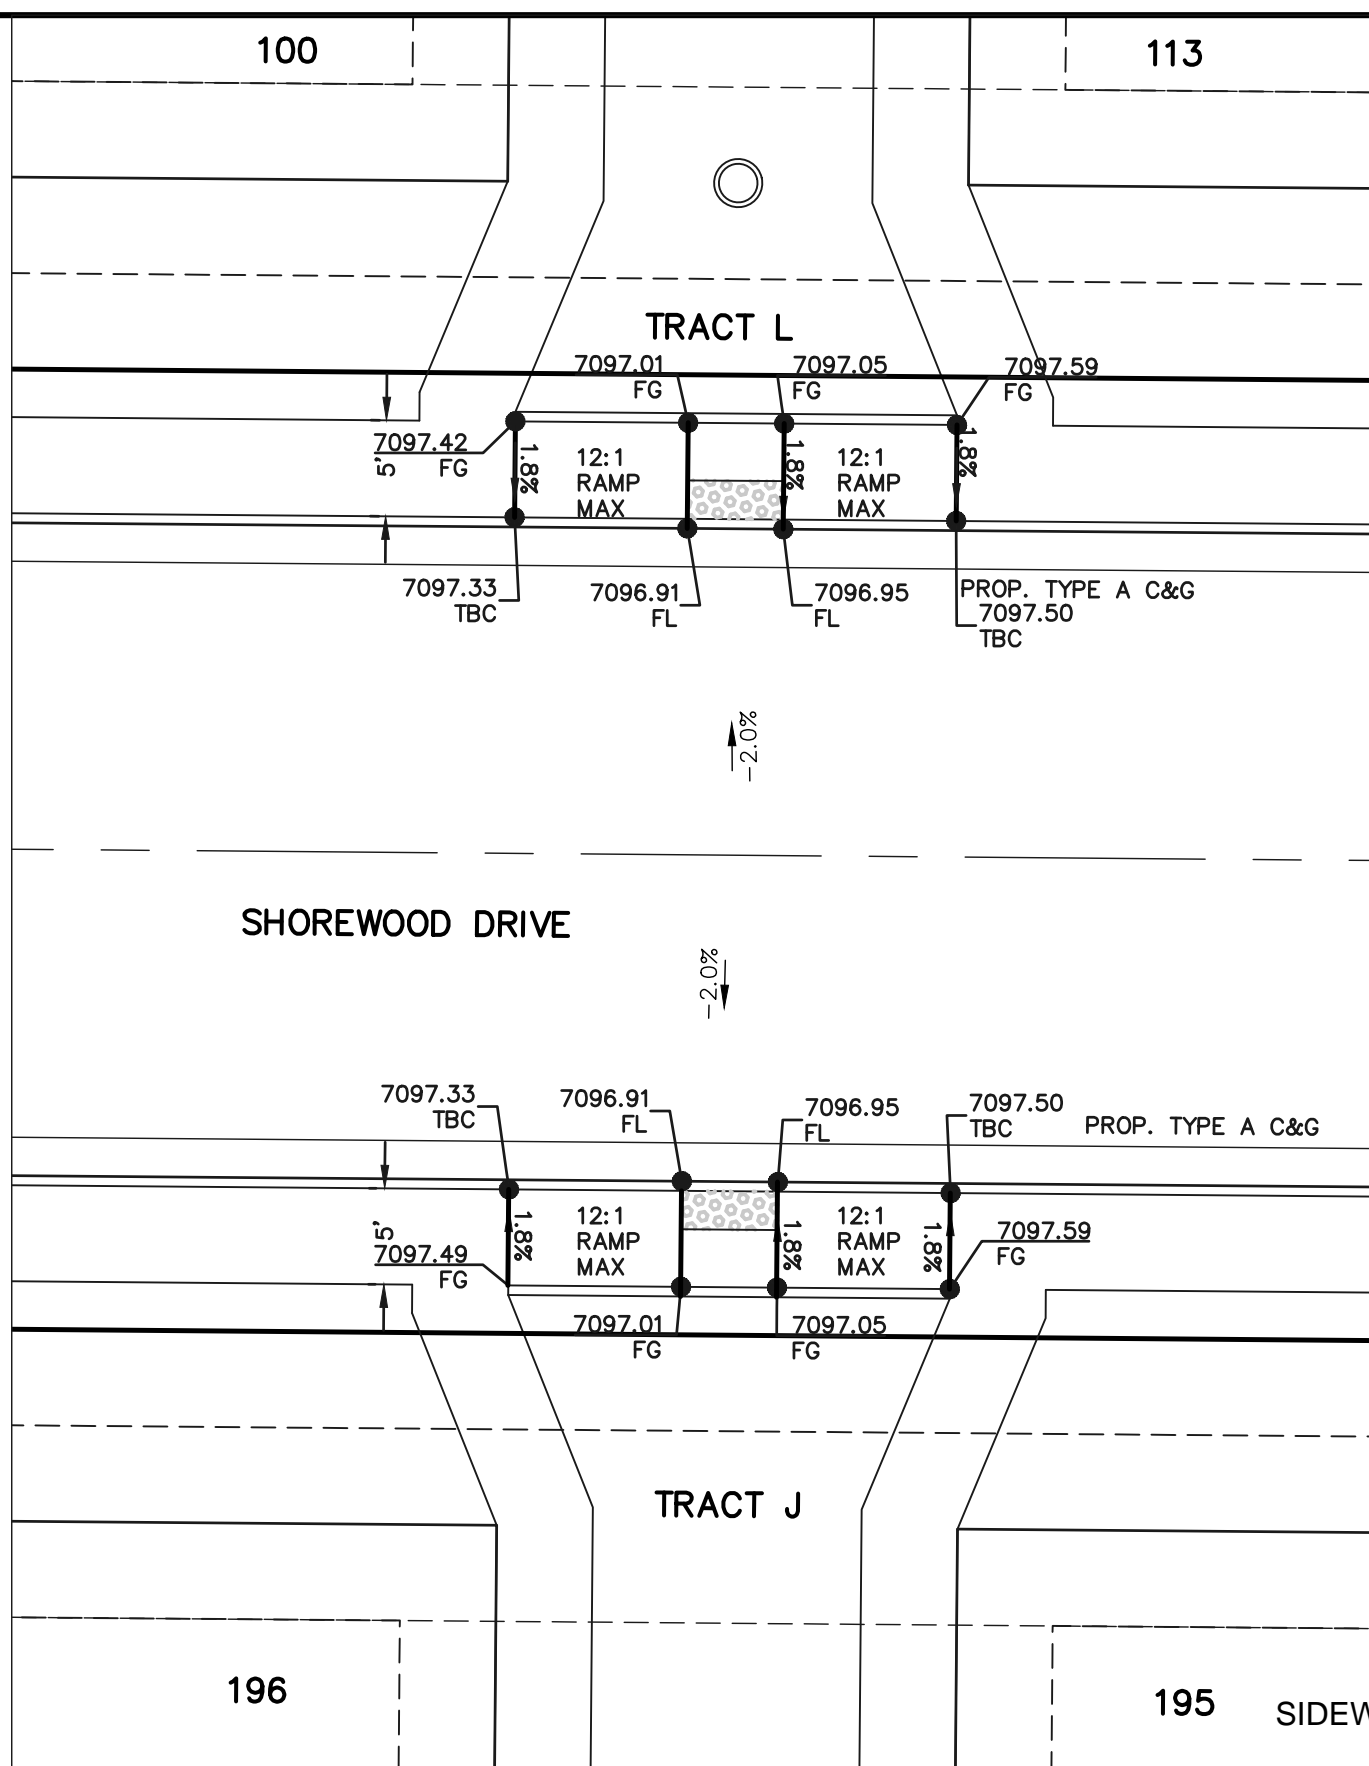 100
113
TRACT L
7097.01
FG
7097.05
FG
7097.59
FG
7097.42
FG
5'
1.8%
12:1
RAMP
MAX
1.8%
12:1
RAMP
MAX
1.8%
7097.33
TBC
7096.91
FL
7096.95
FL
PROP. TYPE A C&G
7097.50
TBC
-2.0%
SHOREWOOD DRIVE
-2.0%
7097.33
TBC
7096.91
FL
7096.95
FL
7097.50
TBC
PROP. TYPE A C&G
5'
7097.49
FG
1.8%
12:1
RAMP
MAX
1.8%
12:1
RAMP
MAX
1.8%
7097.59
FG
7097.01
FG
7097.05
FG
TRACT J
196
195
SIDEW